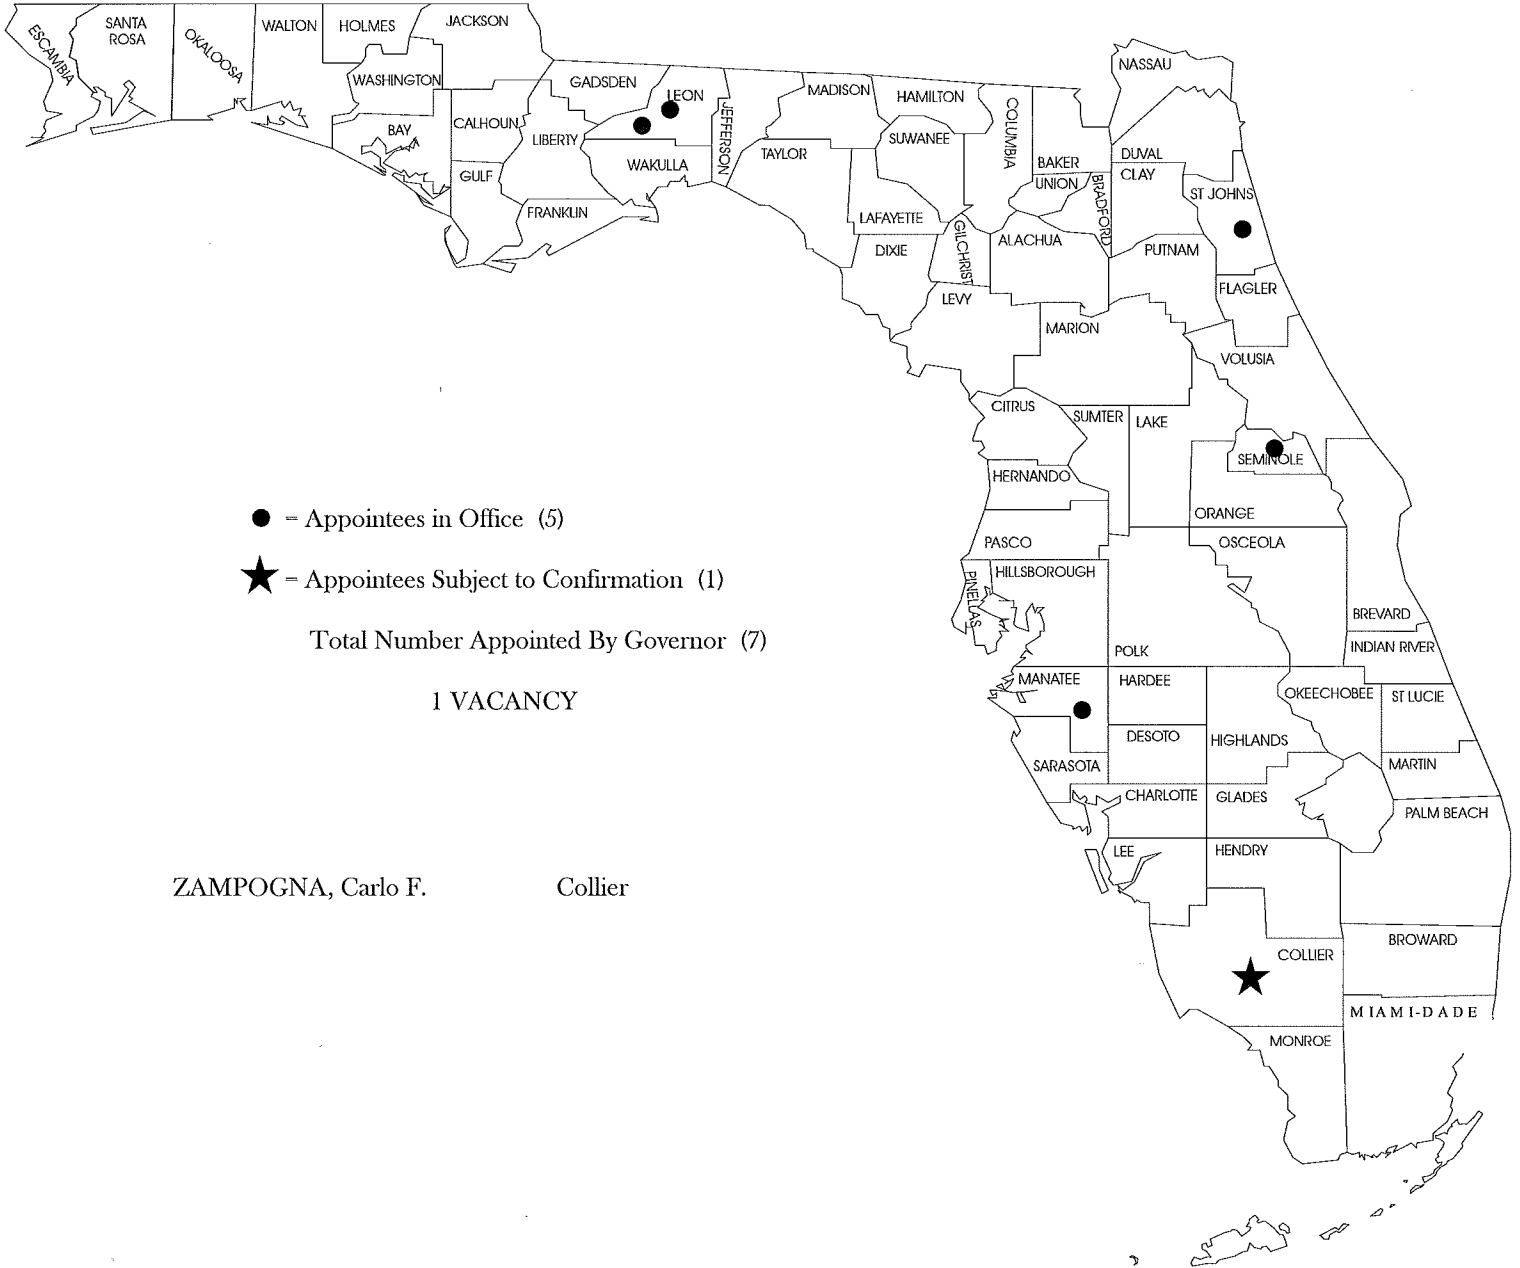 ESCAMBIA
SANTA
ROSA
OKALOOSA
WALTON
HOLMES
JACKSON
WASHINGTON
BAY
CALHOUN
GULF
LIBERTY
GADSDEN
LEON
WAKULLA
FRANKLIN
JEFFERSON
MADISON
TAYLOR
HAMILTON
SUWANEE
LAFAYETTE
DIXIE
COLUMBIA
GILCHRIST
LEVY
BAKER
UNION
BRADFORD
ALACHUA
NASSAU
DUVAL
CLAY
ST JOHNS
PUTNAM
FLAGLER
MARION
VOLUSIA
CITRUS
SUMTER
LAKE
SEMINOLE
HERNANDO
ORANGE
PASCO
OSCEOLA
HILLSBOROUGH
PINELLAS
BREVARD
INDIAN RIVER
POLK
MANATEE
HARDEE
OKEECHOBEE
ST LUCIE
DESOTO
HIGHLANDS
SARASOTA
MARTIN
CHARLOTTE
GLADES
PALM BEACH
LEE
HENDRY
COLLIER
BROWARD
MIAMI-DADE
MONROE
= Appointees in Office (5)
= Appointees Subject to Confirmation (1)
Total Number Appointed By Governor (7)
1 VACANCY
ZAMPOGNA, Carlo F. Collier